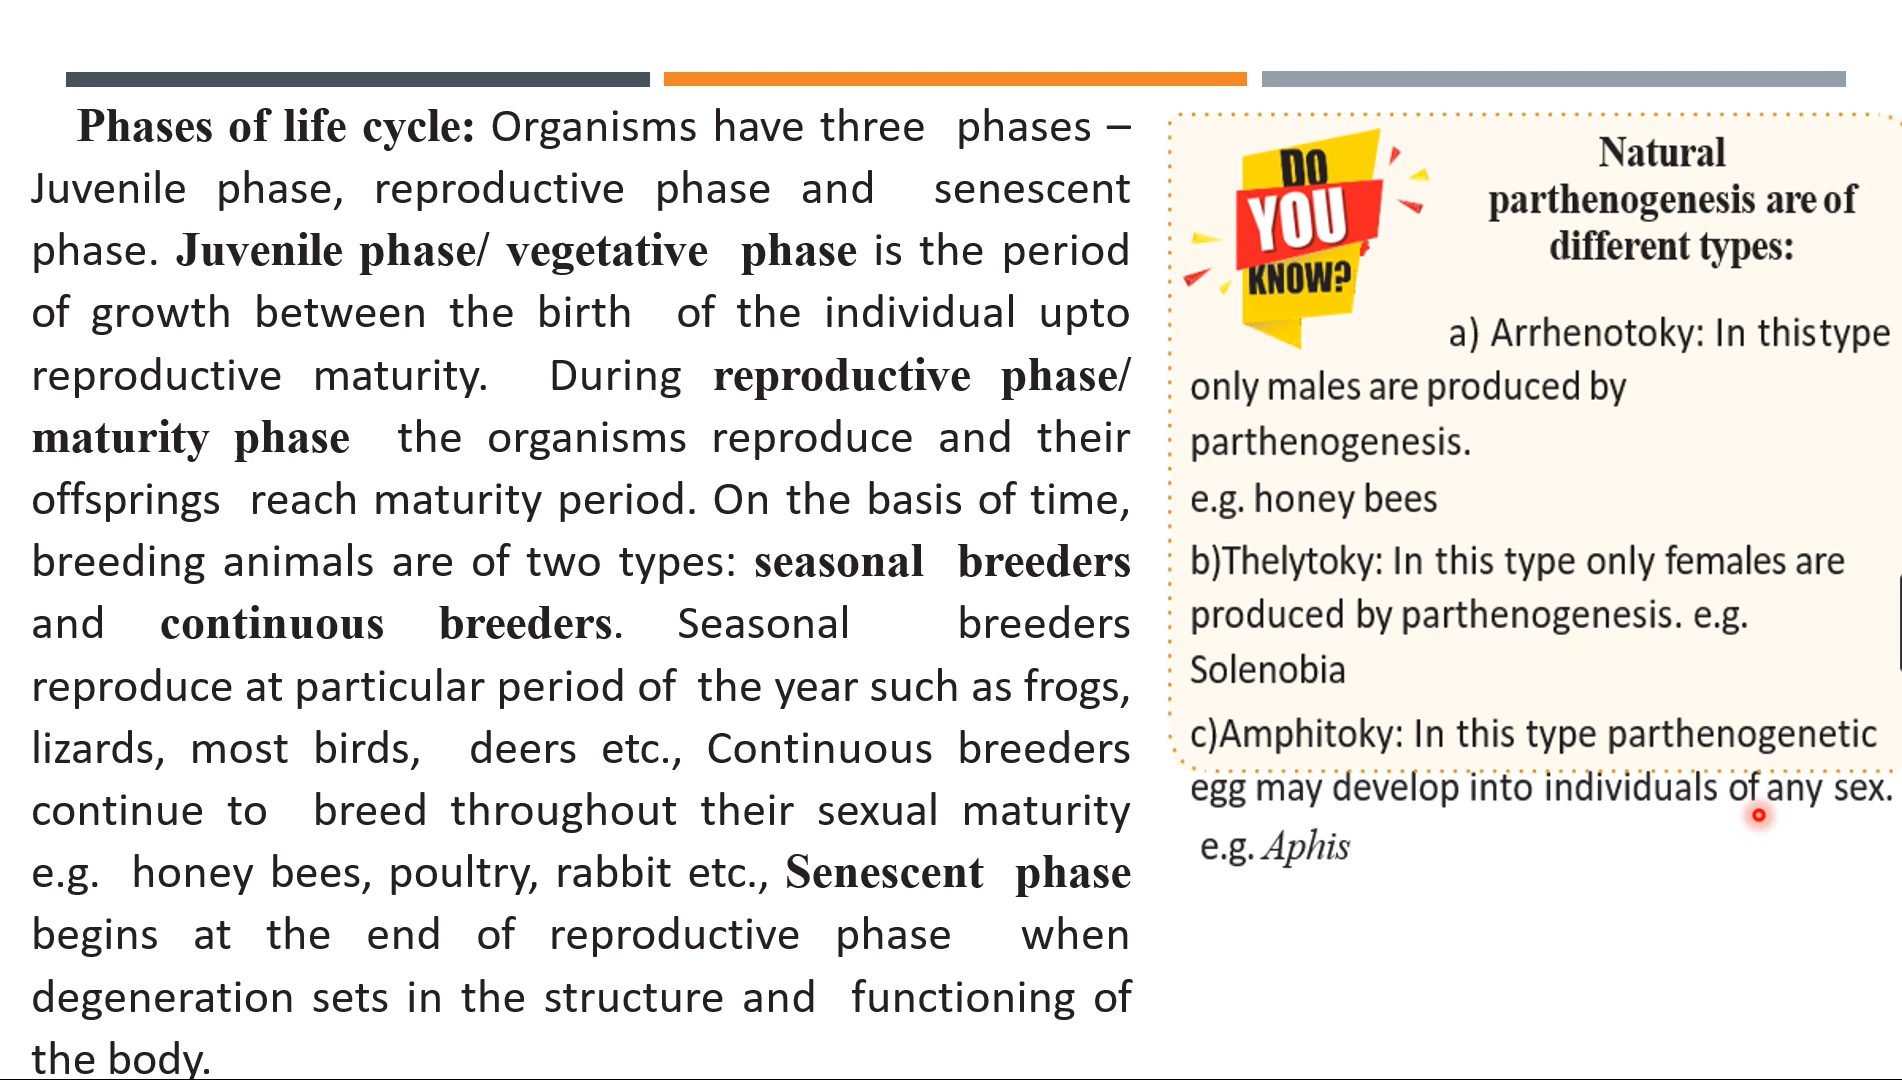 Phases of life cycle: Organisms have three phases –
Juvenile phase, reproductive phase and senescent
phase. Juvenile phase/ vegetative phase is the period
of growth between the birth of the individual upto
reproductive maturity. During reproductive phase/
maturity phase the organisms reproduce and their
offsprings reach maturity period. On the basis of time,
breeding animals are of two types: seasonal breeders
and continuous breeders. Seasonal breeders
reproduce at particular period of the year such as frogs,
lizards, most birds, deers etc., Continuous breeders
continue to breed throughout their sexual maturity
e.g. honey bees, poultry, rabbit etc., Senescent phase
begins at the end of reproductive phase when
degeneration sets in the structure and functioning of
the body.
DO
YOU
KNOW?
Natural
parthenogenesis are of
different types:
a) Arrhenotoky: In this type
only males are produced by
parthenogenesis.
e.g. honey bees
b)Thelytoky: In this type only females are
produced by parthenogenesis. e.g.
Solenobia
c)Amphitoky: In this type parthenogenetic
egg may develop into individuals of any sex.
e.g. Aphis